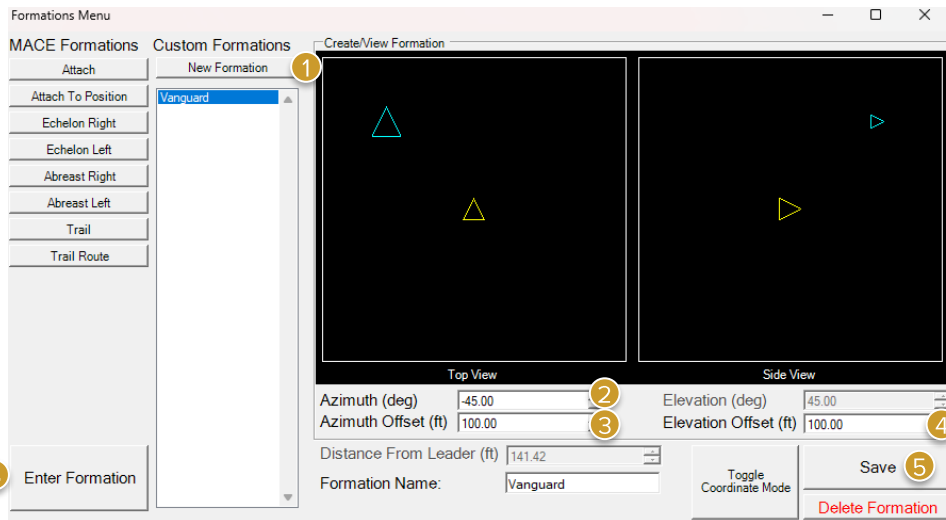 Formations Menu
MACE Formations
Attach
Attach To Position
Echelon Right
Echelon Left
Abreast Right
Abreast Left
Trail
Trail Route
Enter Formation
Custom Formations
New Formation
1
Vanguard
Create/View Formation
Top View
Side View
Azimuth (deg) -45.00 2
Azimuth Offset (ft) 100.00 3
Elevation (deg) 45.00
Elevation Offset (ft) 100.00 4
Distance From Leader (ft) 141.42
Formation Name: Vanguard
Toggle
Coordinate Mode
Save 5
Delete Formation